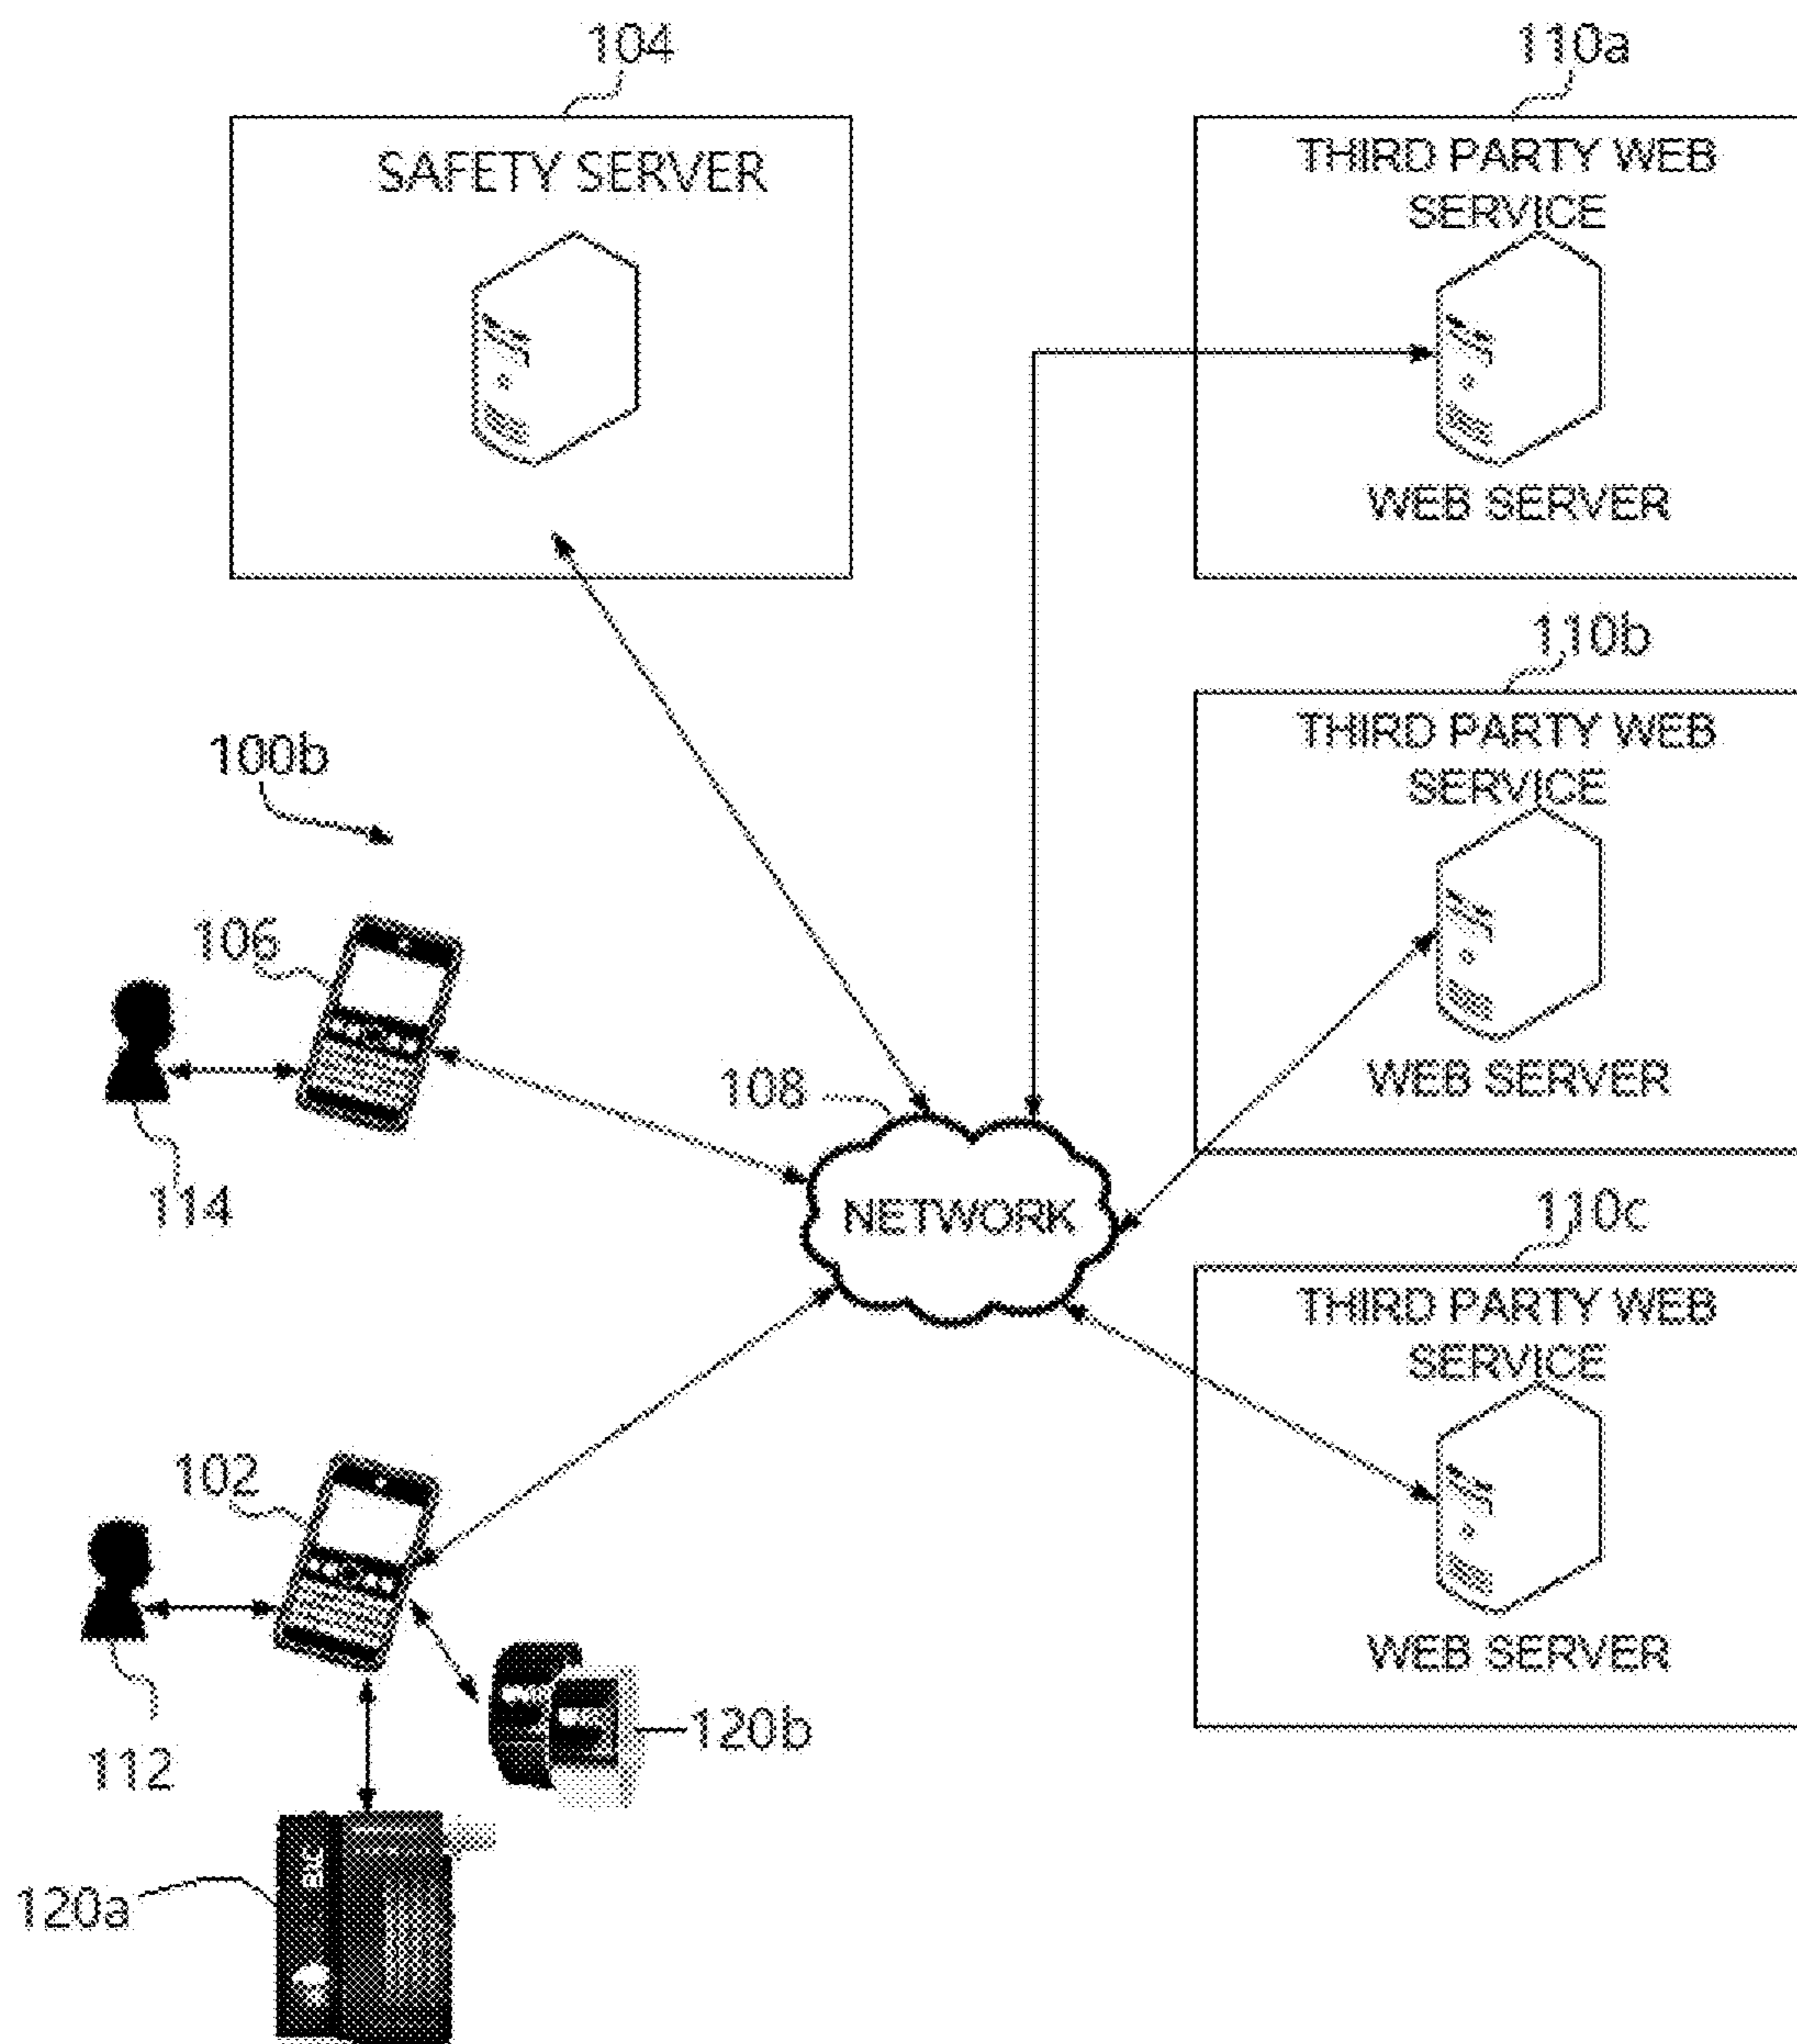 104
110a
SAFETY SERVER
THIRD PARTY WEB
SERVICE
WEB SERVER
110b
THIRD PARTY WEB
SERVICE
WEB SERVER
100b
106
114
108
NETWORK
110c
THIRD PARTY WEB
SERVICE
WEB SERVER
102
112
120b
120a